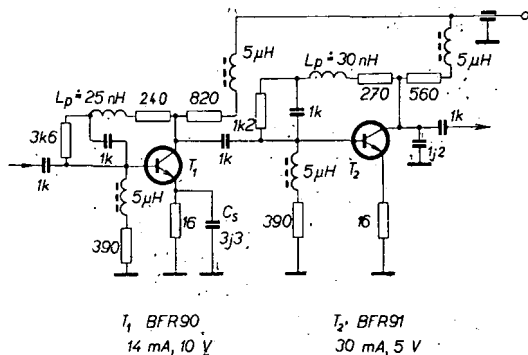 5µH
5µH
Lp≐25 nH
240
820
Lp≐30nH
270
560
3k6
1k
1k2
1k
1k
1k
1k
T₁
T₂
1j2
5µH
5µH
390
16
Cs
3j3
390
16
T₁ BFR90
14 mA, 10 V
T₂ BFR91
30 mA, 5 V